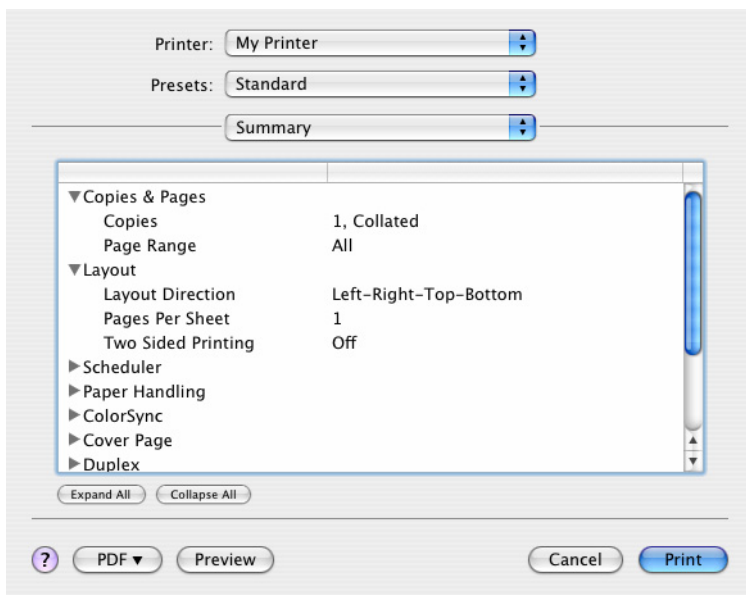 Printer: My Printer
Presets: Standard
Summary
Copies & Pages
Copies 1, Collated
Page Range All
Layout
Layout Direction Left-Right-Top-Bottom
Pages Per Sheet 1
Two Sided Printing Off
Scheduler
Paper Handling
ColorSync
Cover Page
Duplex
Expand All Collapse All
? PDF Preview Cancel Print